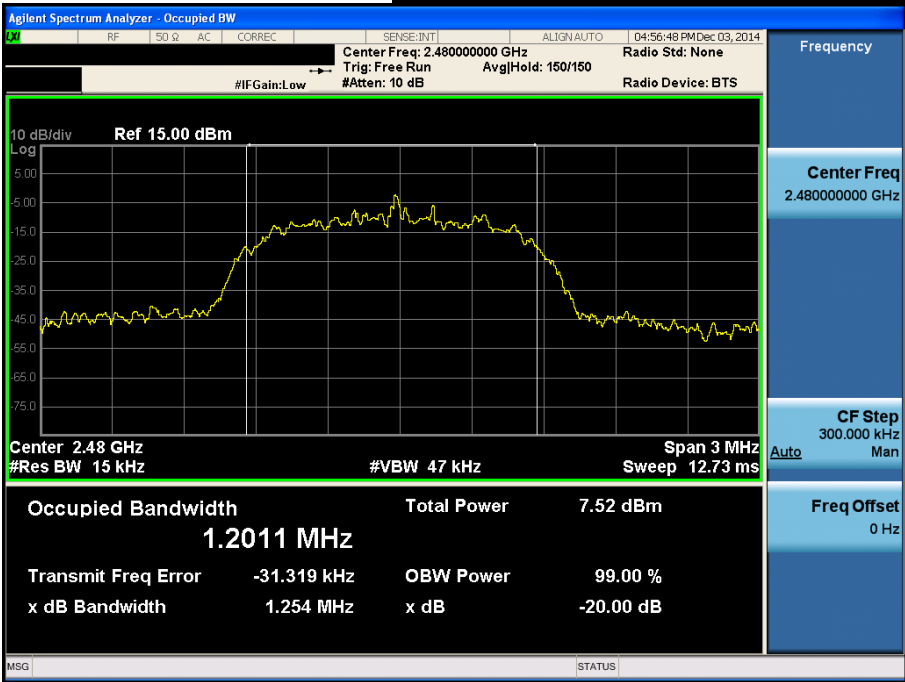 Agilent Spectrum Analyzer - Occupied BW
LXI RF 50 Ω AC CORREC SENSE:INT ALIGN AUTO 04:56:48 PM Dec 03, 2014
Center Freq: 2.480000000 GHz Radio Std: None
Trig: Free Run Avg|Hold: 150/150
#IFGain:Low #Atten: 10 dB Radio Device: BTS
10 dB/div Ref 15.00 dBm
Log
5.00
-5.00
-15.0
-25.0
-35.0
-45.0
-55.0
-65.0
-75.0
Center 2.48 GHz Span 3 MHz
#Res BW 15 kHz #VBW 47 kHz Sweep 12.73 ms
Occupied Bandwidth Total Power 7.52 dBm
1.2011 MHz
Transmit Freq Error -31.319 kHz OBW Power 99.00 %
x dB Bandwidth 1.254 MHz x dB -20.00 dB
MSG STATUS
Frequency
Center Freq
2.480000000 GHz
CF Step
300.000 kHz
Auto Man
Freq Offset
0 Hz